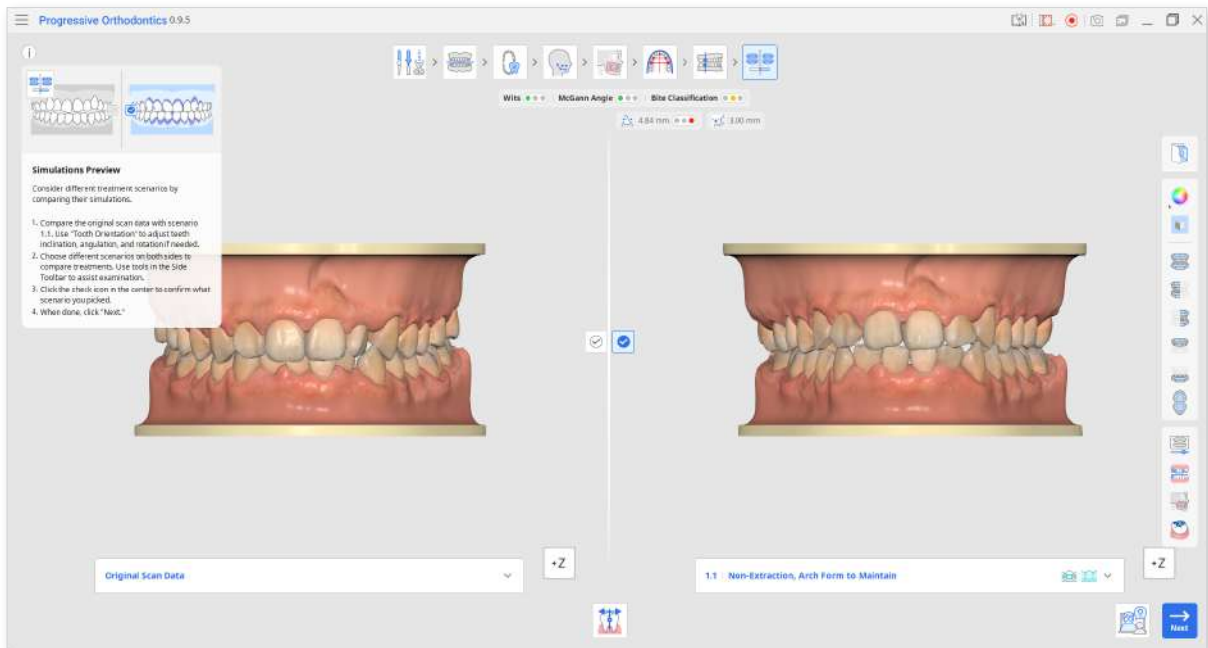 Progressive Orthodontics 0.9.5
Wits
McGann Angle
Bite Classification
4.84 mm
3.00 mm
Simulations Preview
Consider different treatment scenarios by
comparing their simulations.
1. Compare the original scan data with scenario
1.1. Use "Tooth Orientation" to adjust teeth
inclination, angulation, and rotation if needed.
2. Choose different scenarios on both sides to
compare treatments. Use tools in the Side
Toolbar to assist examination.
3. Click the check icon in the center to confirm what
scenario you picked.
4. When done, click "Next."
Original Scan Data
+Z
1.1 Non-Extraction, Arch Form to Maintain
+Z
Next